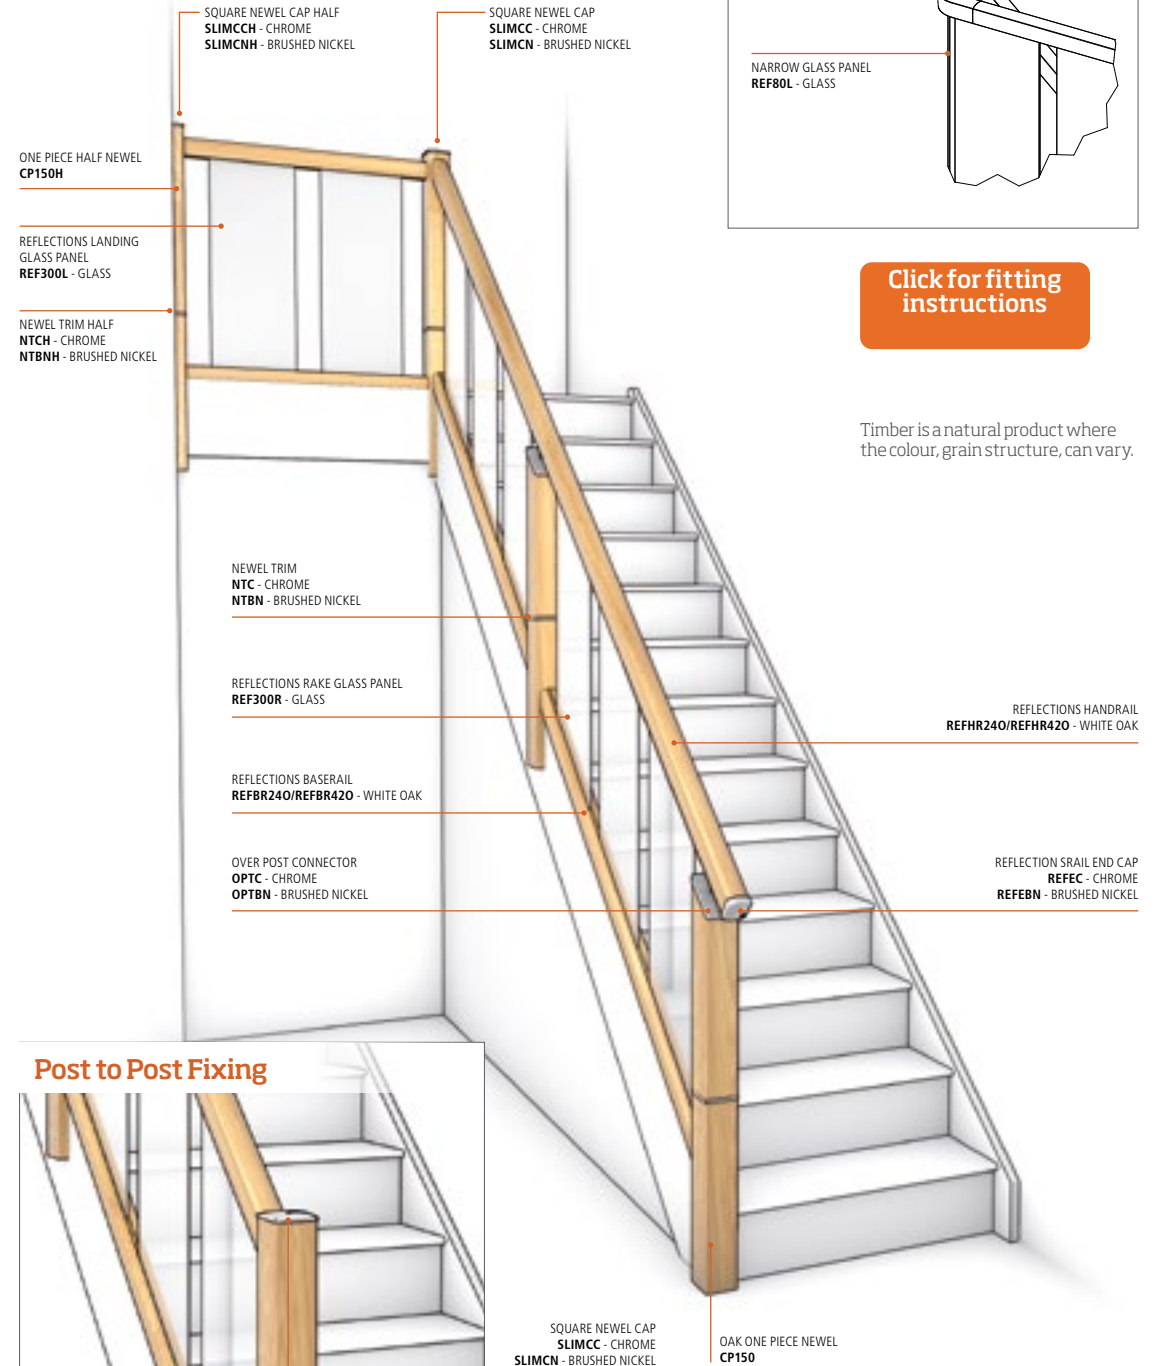 SQUARE NEWEL CAP HALF
SLIMCCH - CHROME
SLIMCNH - BRUSHED NICKEL
SQUARE NEWEL CAP
SLIMCC - CHROME
SLIMCN - BRUSHED NICKEL
NARROW GLASS PANEL
REF80L - GLASS
ONE PIECE HALF NEWEL
CP150H
REFLECTIONS LANDING
GLASS PANEL
REF300L - GLASS
NEWEL TRIM HALF
NTCH - CHROME
NTBNH - BRUSHED NICKEL
Click for fitting
instructions
Timber is a natural product where
the colour, grain structure, can vary.
NEWEL TRIM
NTC - CHROME
NTBN - BRUSHED NICKEL
REFLECTIONS RAKE GLASS PANEL
REF300R - GLASS
REFLECTIONS HANDRAIL
REFHR24O/REFHR42O - WHITE OAK
REFLECTIONS BASERAIL
REFBR24O/REFBR42O - WHITE OAK
OVER POST CONNECTOR
OPTC - CHROME
OPTBN - BRUSHED NICKEL
REFLECTION SRAIL END CAP
REFEC - CHROME
REFEBN - BRUSHED NICKEL
Post to Post Fixing
SQUARE NEWEL CAP
SLIMCC - CHROME
SLIMCN - BRUSHED NICKEL
OAK ONE PIECE NEWEL
CP150